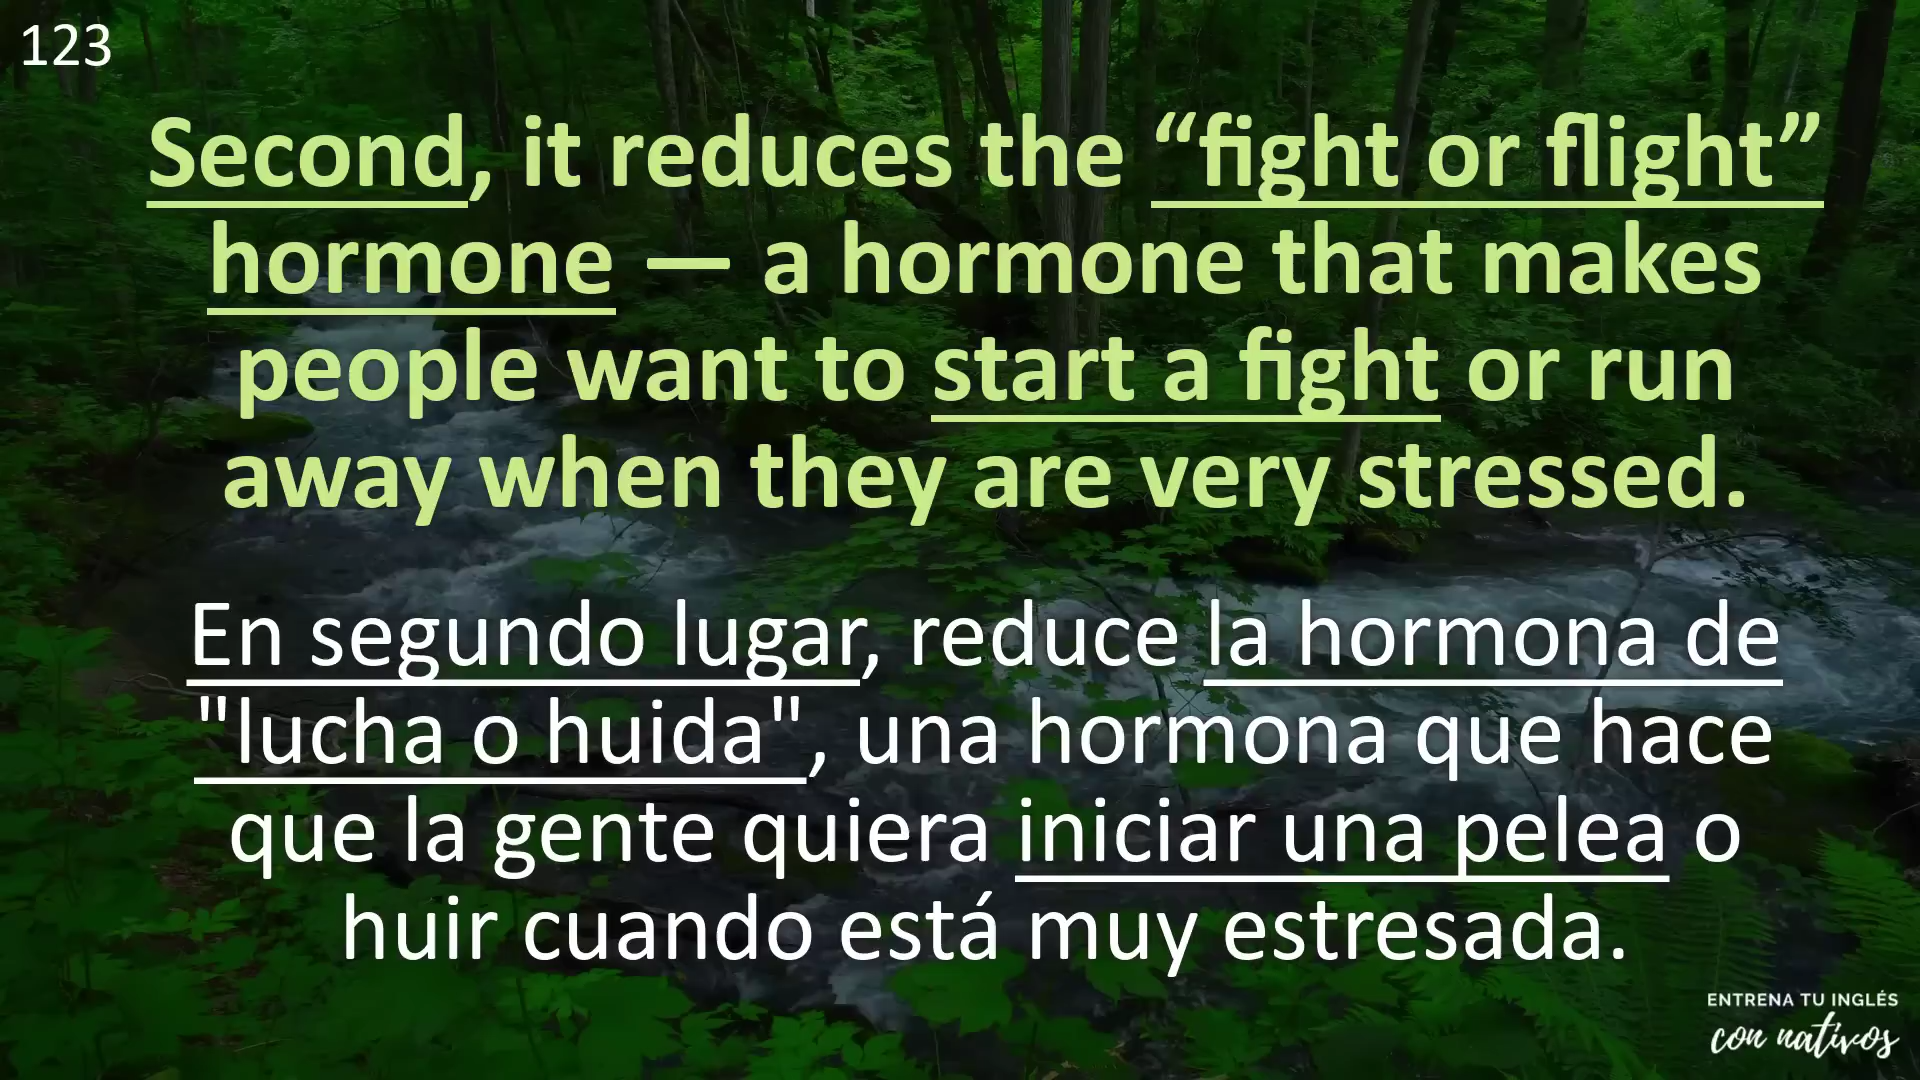 123
Second, it reduces the “fight or flight”
hormone — a hormone that makes
people want to start a fight or run
away when they are very stressed.
En segundo lugar, reduce la hormona de
"lucha o huida", una hormona que hace
que la gente quiera iniciar una pelea o
huir cuando está muy estresada.
ENTRENA TU INGLÉS
con nativos